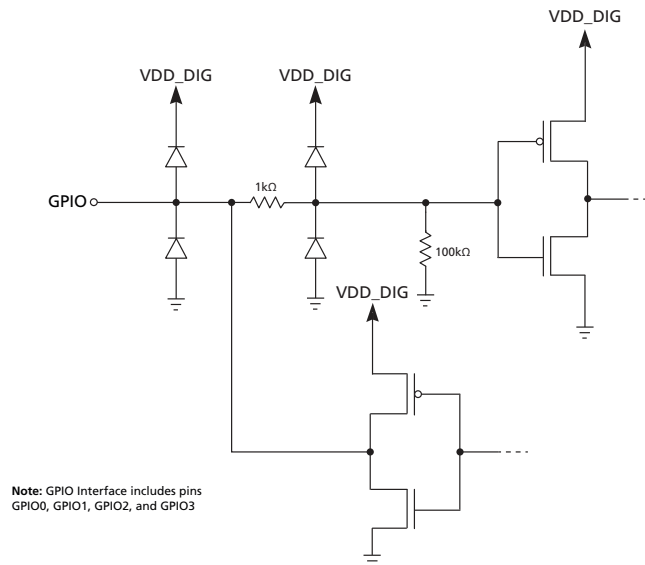 VDD_DIG
VDD_DIG
VDD_DIG
1kΩ
GPIO
100kΩ
VDD_DIG
Note: GPIO Interface includes pins
GPIO0, GPIO1, GPIO2, and GPIO3